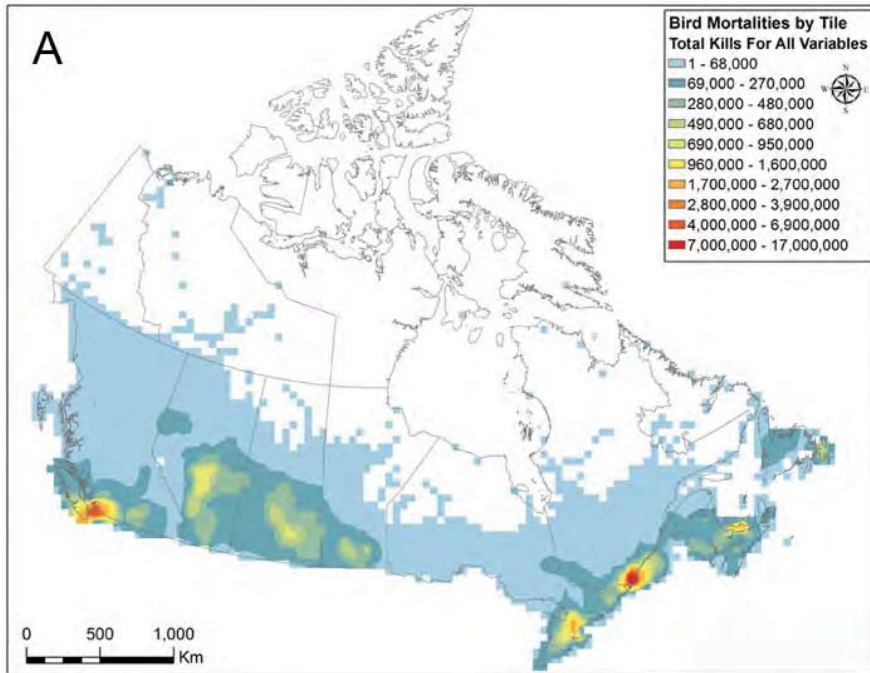 A
Bird Mortalities by Tile
Total Kills For All Variables
1 - 68,000
69,000 - 270,000
280,000 - 480,000
490,000 - 680,000
690,000 - 950,000
960,000 - 1,600,000
1,700,000 - 2,700,000
2,800,000 - 3,900,000
4,000,000 - 6,900,000
7,000,000 - 17,000,000
N
W E
S
0 500 1,000
Km